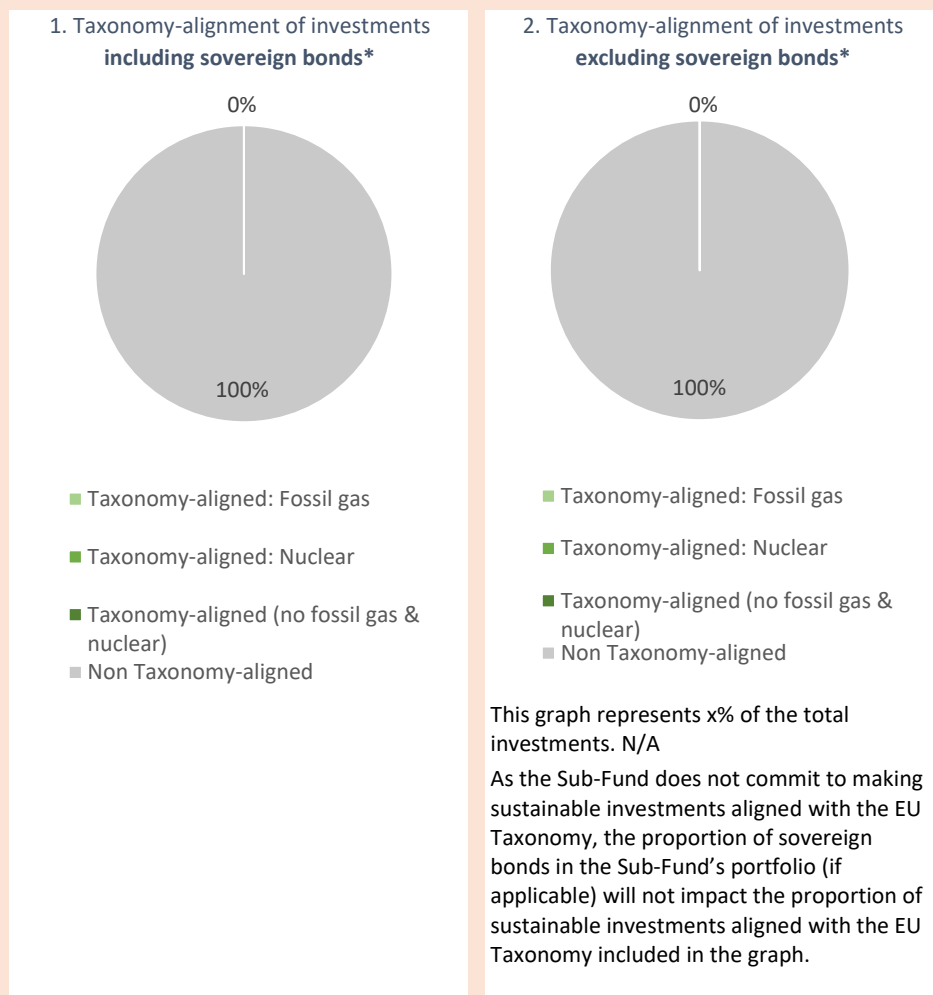 1. Taxonomy-alignment of investments
including sovereign bonds*
0%
100%
Taxonomy-aligned: Fossil gas
Taxonomy-aligned: Nuclear
Taxonomy-aligned (no fossil gas &
nuclear)
Non Taxonomy-aligned
2. Taxonomy-alignment of investments
excluding sovereign bonds*
0%
100%
Taxonomy-aligned: Fossil gas
Taxonomy-aligned: Nuclear
Taxonomy-aligned (no fossil gas &
nuclear)
Non Taxonomy-aligned
This graph represents x% of the total
investments. N/A
As the Sub-Fund does not commit to making
sustainable investments aligned with the EU
Taxonomy, the proportion of sovereign
bonds in the Sub-Fund’s portfolio (if
applicable) will not impact the proportion of
sustainable investments aligned with the EU
Taxonomy included in the graph.